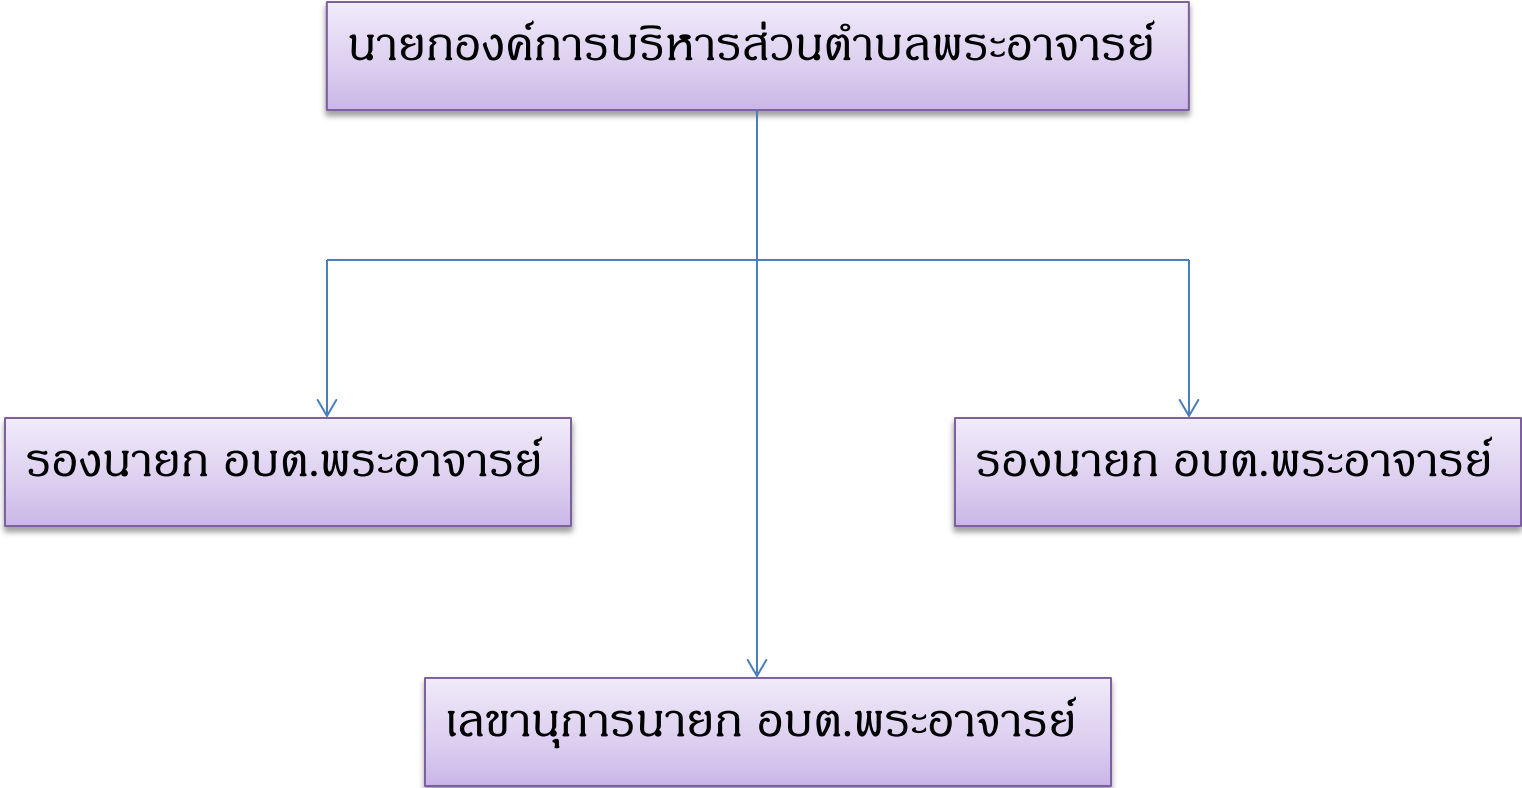 นายกองค์การบริหารส่วนตำบลพระอาจารย์
รองนายก อบต.พระอาจารย์
รองนายก อบต.พระอาจารย์
เลขานุการนายก อบต.พระอาจารย์